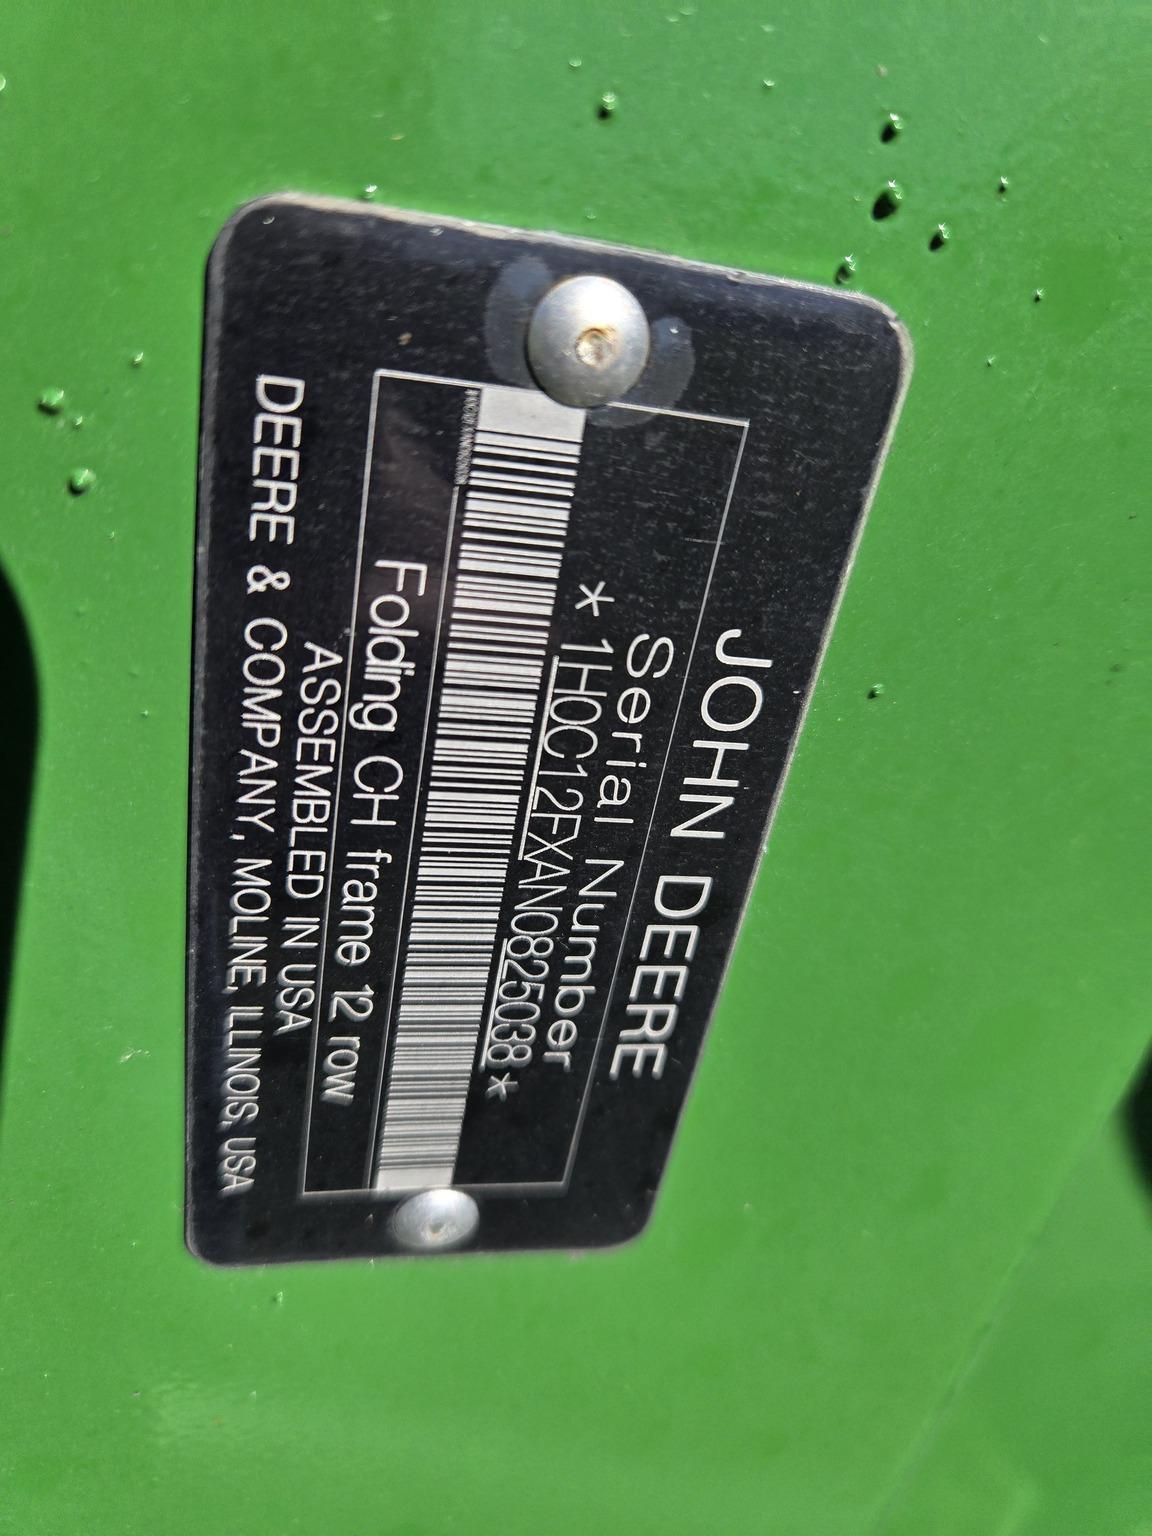 JOHN DEERE
Serial Number
*1H0C12FXAN0825038*
Folding CH frame 12 row
ASSEMBLED IN USA
DEERE & COMPANY, MOLINE, ILLINOIS, USA